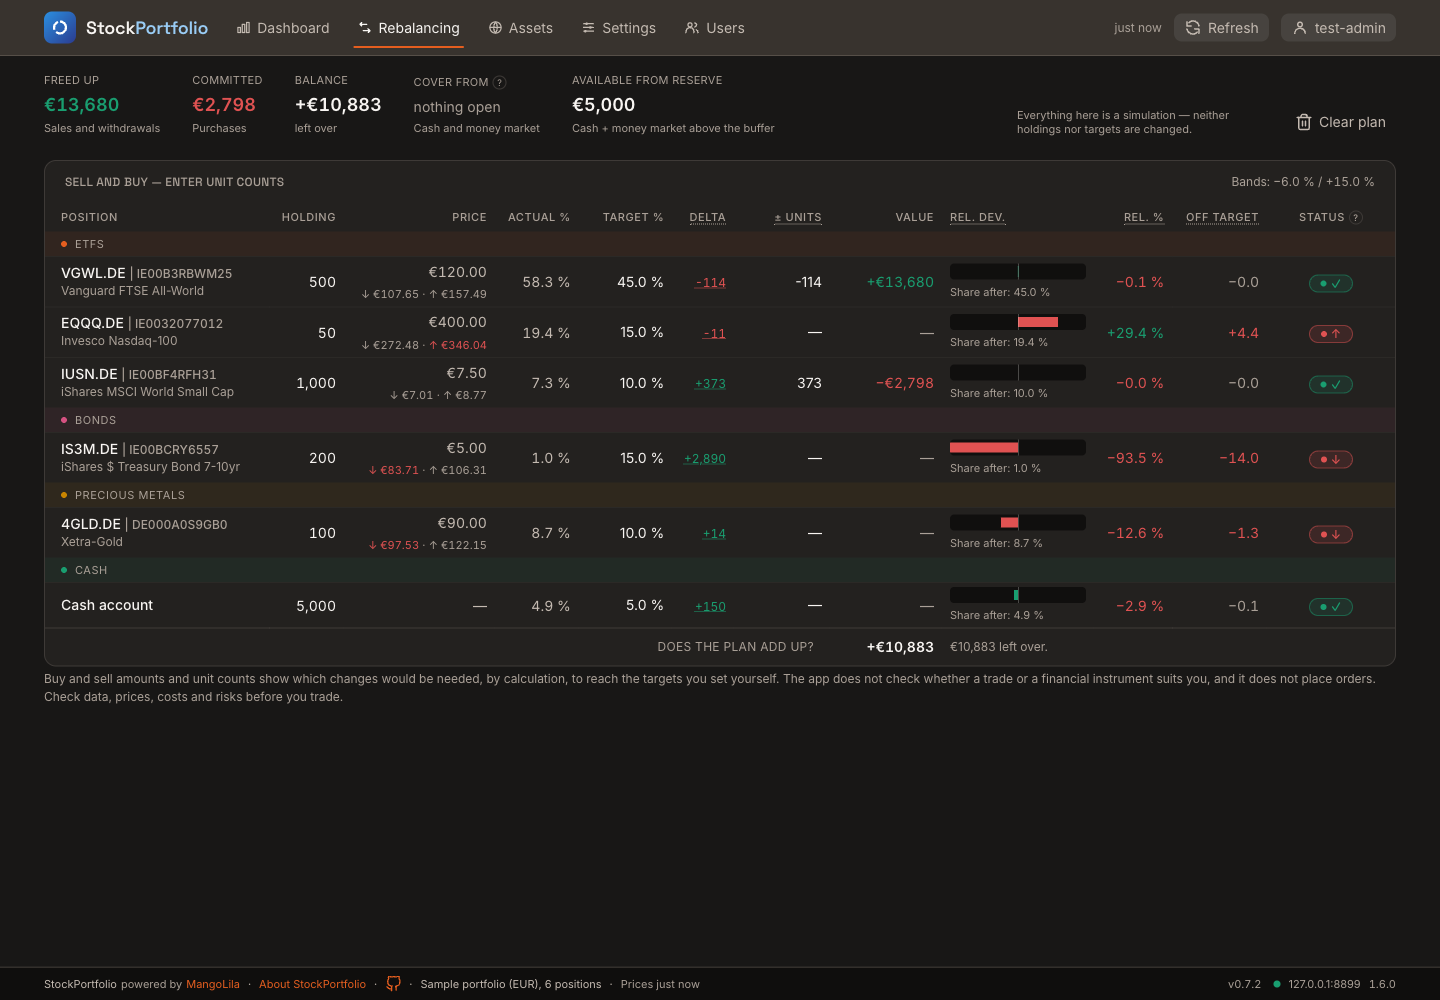 StockPortfolio Dashboard Rebalancing Assets Settings Users just now Refresh test-admin
FREED UP COMMITTED BALANCE COVER FROM ? AVAILABLE FROM RESERVE
€13,680 €2,798 +€10,883 nothing open €5,000
Sales and withdrawals Purchases left over Cash and money market Cash + money market above the buffer
Everything here is a simulation — neither
holdings nor targets are changed.
Clear plan
SELL AND BUY — ENTER UNIT COUNTS Bands: −6.0 % / +15.0 %
POSITION HOLDING PRICE ACTUAL % TARGET % DELTA ± UNITS VALUE REL. DEV. REL. % OFF TARGET STATUS ?
ETFS
VGWL.DE | IE00B3RBWM25 500 €120.00 58.3 % 45.0 % -114 -114 +€13,680 −0.1 % −0.0 ✓
Vanguard FTSE All-World ↓ €107.65 · ↑ €157.49 Share after: 45.0 %
EQQQ.DE | IE0032077012 50 €400.00 19.4 % 15.0 % -11 — — +29.4 % +4.4 ↑
Invesco Nasdaq-100 ↓ €272.48 · ↑ €346.04 Share after: 19.4 %
IUSN.DE | IE00BF4RFH31 1,000 €7.50 7.3 % 10.0 % +373 373 −€2,798 −0.0 % −0.0 ✓
iShares MSCI World Small Cap ↓ €7.01 · ↑ €8.77 Share after: 10.0 %
BONDS
IS3M.DE | IE00BCRY6557 200 €5.00 1.0 % 15.0 % +2,890 — — −93.5 % −14.0 ↓
iShares $ Treasury Bond 7-10yr ↓ €83.71 · ↑ €106.31 Share after: 1.0 %
PRECIOUS METALS
4GLD.DE | DE000A0S9GB0 100 €90.00 8.7 % 10.0 % +14 — — −12.6 % −1.3 ↓
Xetra-Gold ↓ €97.53 · ↑ €122.15 Share after: 8.7 %
CASH
Cash account 5,000 — 4.9 % 5.0 % +150 — — −2.9 % −0.1 ✓
Share after: 4.9 %
DOES THE PLAN ADD UP? +€10,883 €10,883 left over.
Buy and sell amounts and unit counts show which changes would be needed, by calculation, to reach the targets you set yourself. The app does not check whether a trade or a financial instrument suits you, and it does not place orders.
Check data, prices, costs and risks before you trade.
StockPortfolio powered by MangoLila · About StockPortfolio · · Sample portfolio (EUR), 6 positions · Prices just now v0.7.2 127.0.0.1:8899 1.6.0